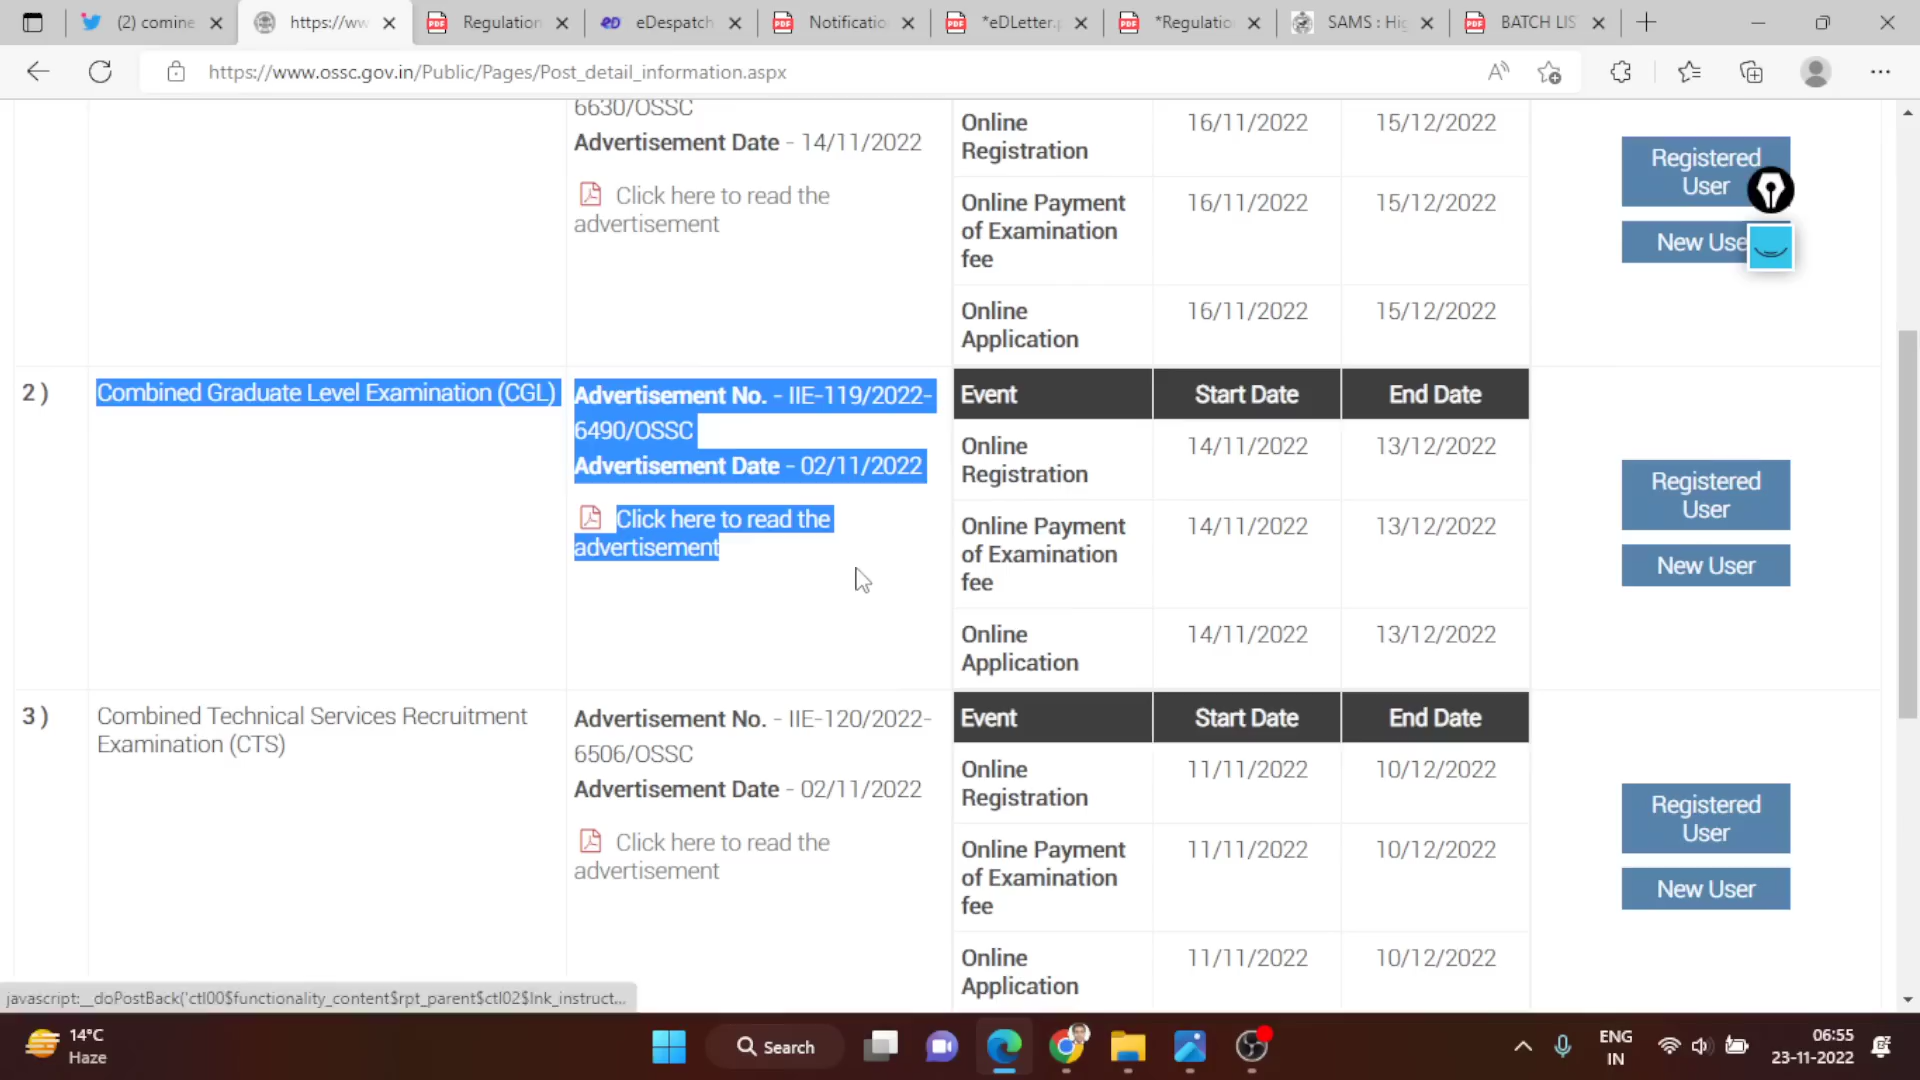 (2) comine
https://ww
Regulation
eDespatch
Notificatio
*eDLetter.p
*Regulatio
SAMS : Hig
BATCH LIS
https://www.ossc.gov.in/Public/Pages/Post_detail_information.aspx
6630/OSSC
Advertisement Date - 14/11/2022
Click here to read the
advertisement
Online
Registration
16/11/2022
15/12/2022
Online Payment
of Examination
fee
16/11/2022
15/12/2022
Online
Application
16/11/2022
15/12/2022
Registered
User
New Use
2 )
Combined Graduate Level Examination (CGL)
Advertisement No. - IIE-119/2022-
6490/OSSC
Advertisement Date - 02/11/2022
Click here to read the
advertisement
Event Start Date End Date
Online
Registration
14/11/2022
13/12/2022
Online Payment
of Examination
fee
14/11/2022
13/12/2022
Online
Application
14/11/2022
13/12/2022
Registered
User
New User
3 )
Combined Technical Services Recruitment
Examination (CTS)
Advertisement No. - IIE-120/2022-
6506/OSSC
Advertisement Date - 02/11/2022
Click here to read the
advertisement
Event Start Date End Date
Online
Registration
11/11/2022
10/12/2022
Online Payment
of Examination
fee
11/11/2022
10/12/2022
Online
Application
11/11/2022
10/12/2022
Registered
User
New User
javascript:__doPostBack('ctl00$functionality_content$rpt_parent$ctl02$lnk_instruct...
14°C
Haze
Search
ENG
IN
06:55
23-11-2022